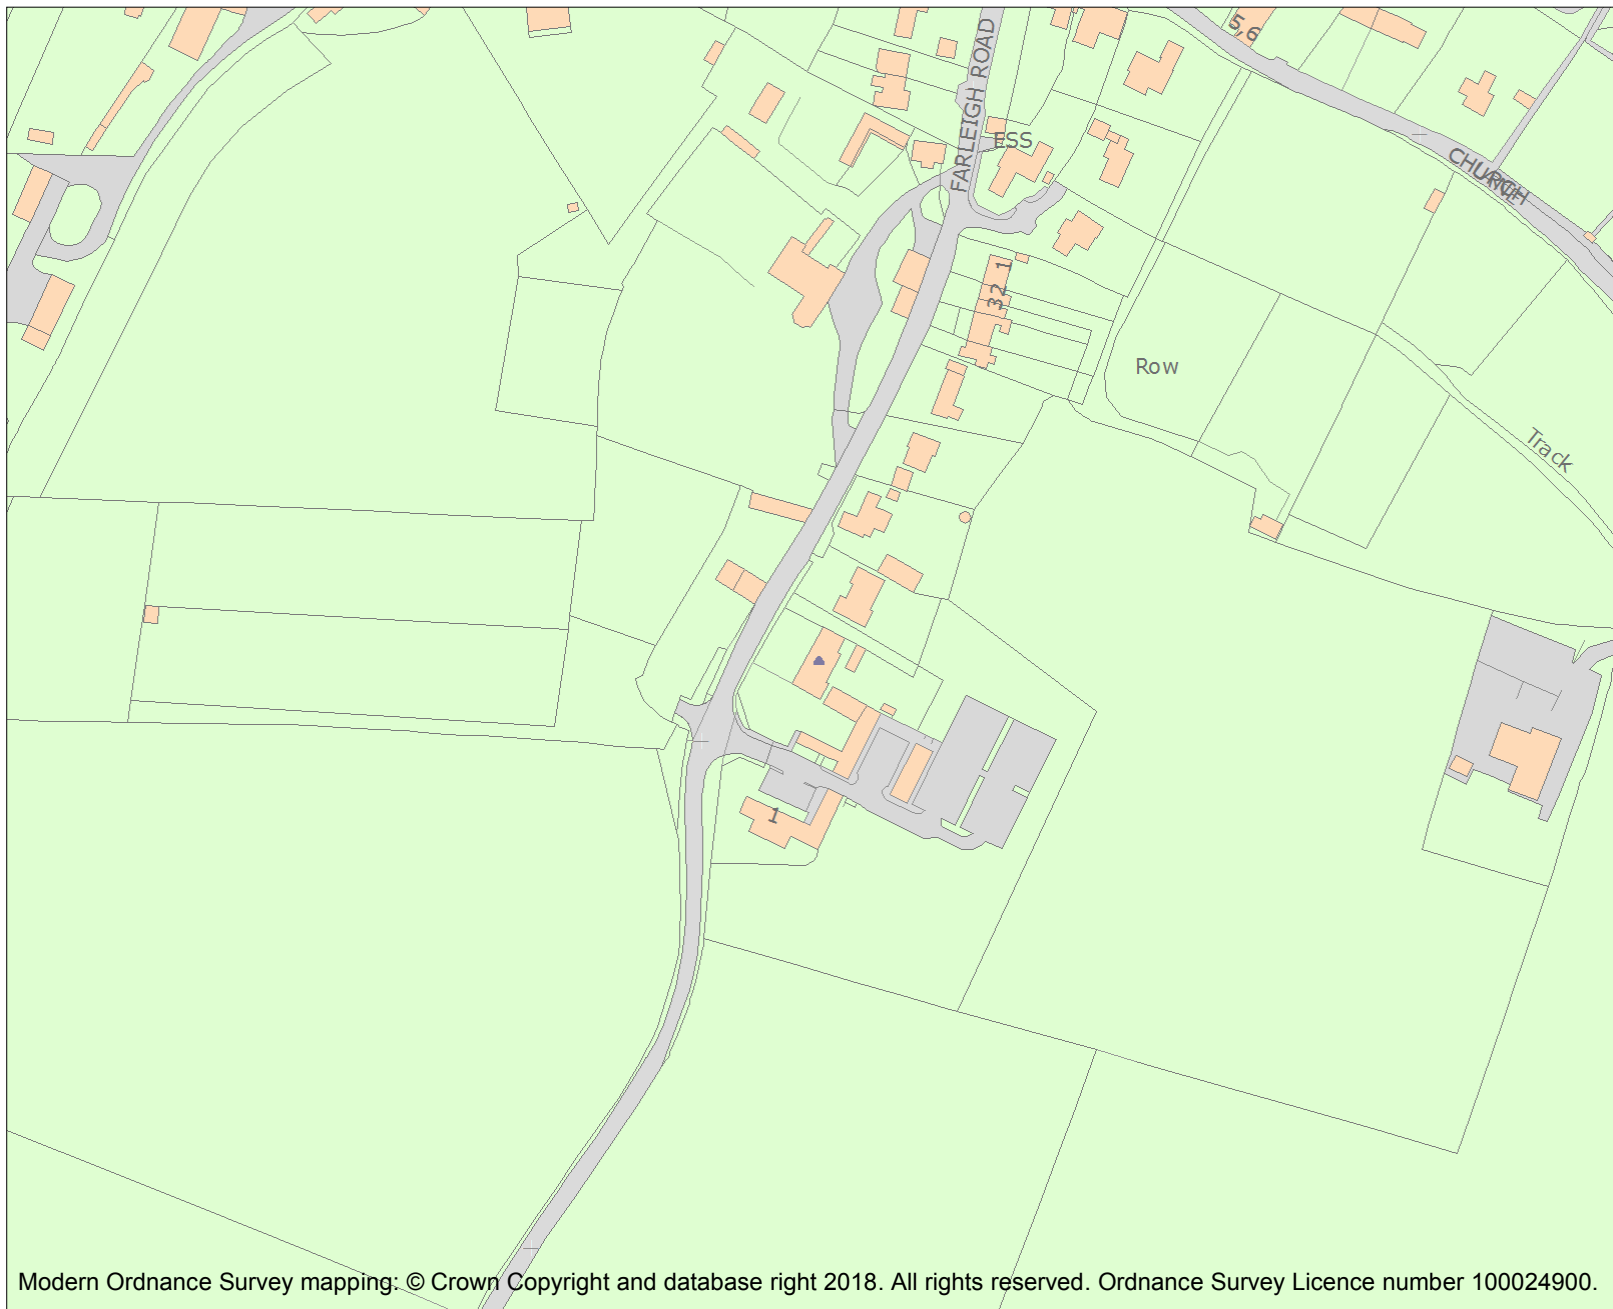 5,6
FARLEIGH ROAD
ESS
CHURCH
32
1
Row
Track
1
Modern Ordnance Survey mapping: © Crown Copyright and database right 2018. All rights reserved. Ordnance Survey Licence number 100024900.